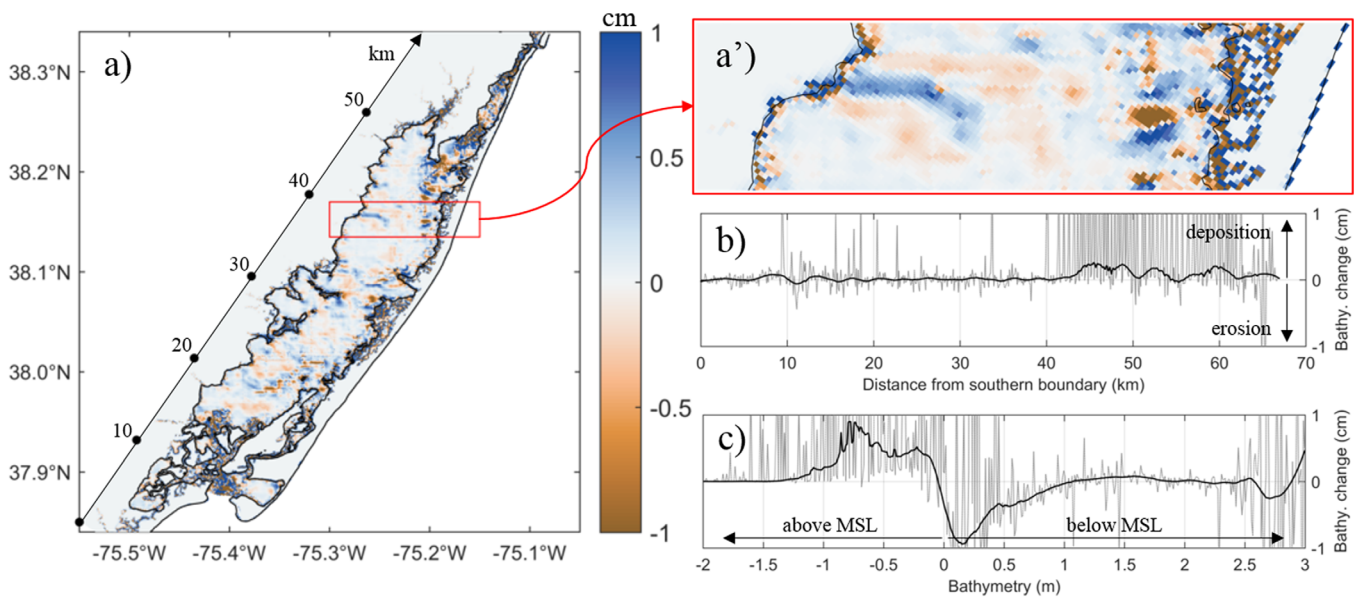 a)
km
50
40
30
20
10
38.3°N
38.2°N
38.1°N
38.0°N
37.9°N
-75.5°W -75.4°W -75.3°W -75.2°W -75.1°W
cm
1
0.5
0
-0.5
-1
a')
b)
deposition
erosion
1
0
-1
Bathy. change (cm)
0 10 20 30 40 50 60 70
Distance from southern boundary (km)
c)
above MSL
below MSL
1
0
-1
Bathy. change (cm)
-2 -1.5 -1 -0.5 0 0.5 1 1.5 2 2.5 3
Bathymetry (m)